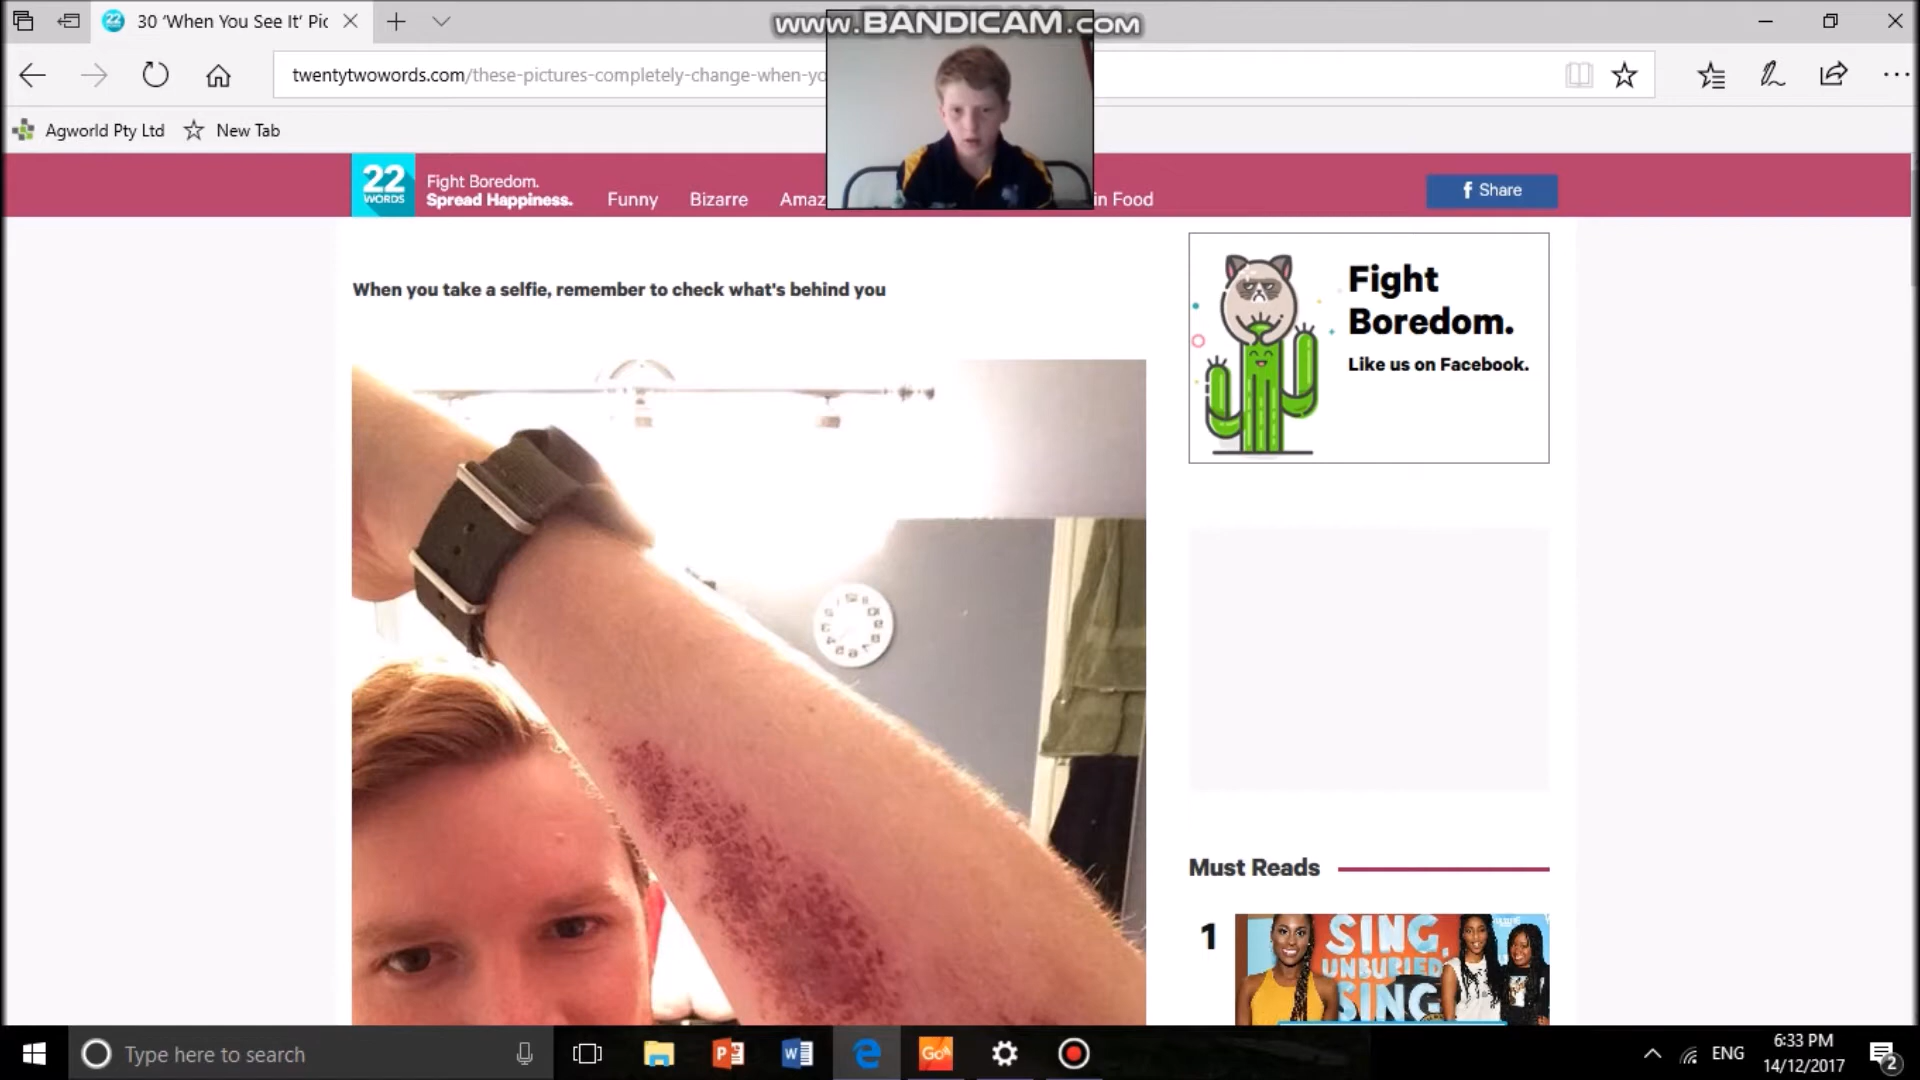 30 'When You See It' Pic
www.BANDICAM.com
twentytwowords.com/these-pictures-completely-change-when-yo
Agworld Pty Ltd
New Tab
22
WORDS
Fight Boredom.
Spread Happiness.
Funny
Bizarre
Amaz
in Food
f Share
When you take a selfie, remember to check what's behind you
Fight
Boredom.
Like us on Facebook.
Must Reads
1
SING,
UNBURIED
SING
Type here to search
Go
ENG
6:33 PM
14/12/2017
2